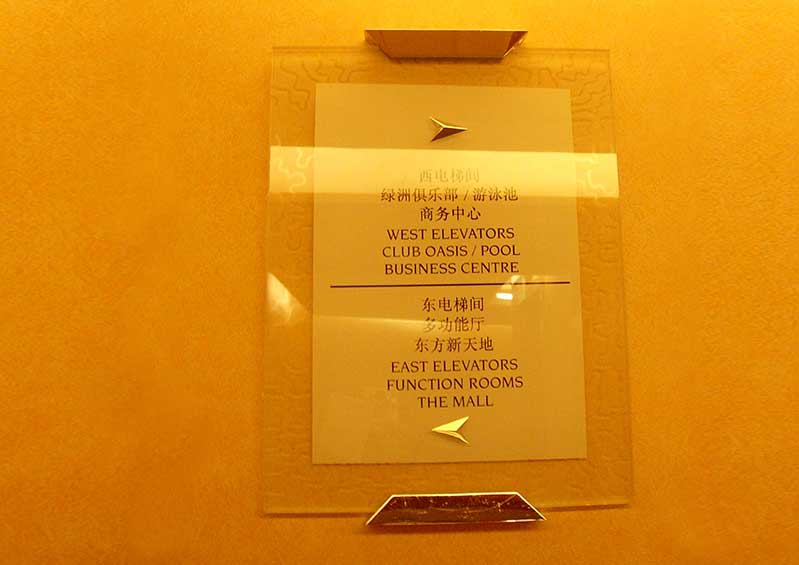 西电梯间
绿洲俱乐部 / 游泳池
商务中心
WEST ELEVATORS
CLUB OASIS / POOL
BUSINESS CENTRE
东电梯间
多功能厅
东方新天地
EAST ELEVATORS
FUNCTION ROOMS
THE MALL